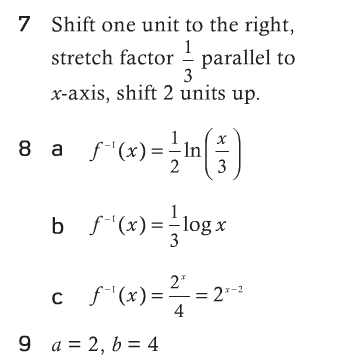 7 Shift one unit to the right,
stretch factor 1/3 parallel to
x-axis, shift 2 units up.
8 a f⁻¹(x) = 1/2 ln(x/3)
b f⁻¹(x) = 1/3 log x
c f⁻¹(x) = 2ˣ/4 = 2ˣ⁻²
9 a = 2, b = 4